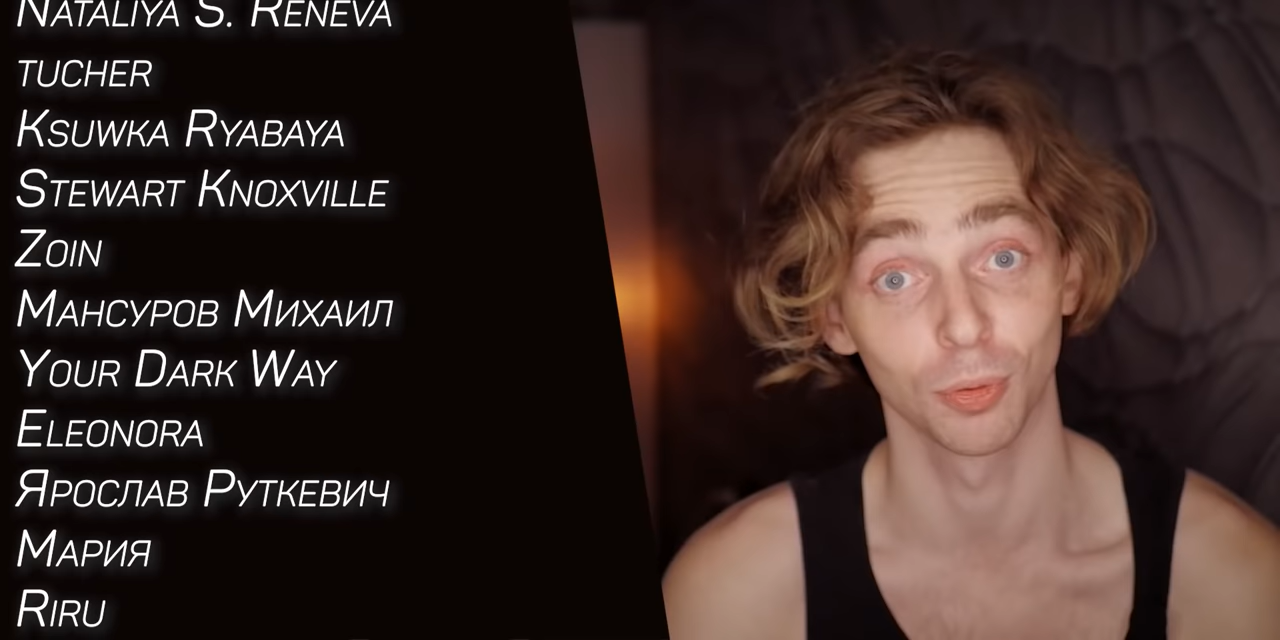 Nataliya S. Reneva
tucher
Ksuwka Ryabaya
Stewart Knoxville
Zoin
Мансуров Михаил
Your Dark Way
Eleonora
Ярослав Руткевич
Мария
Riru